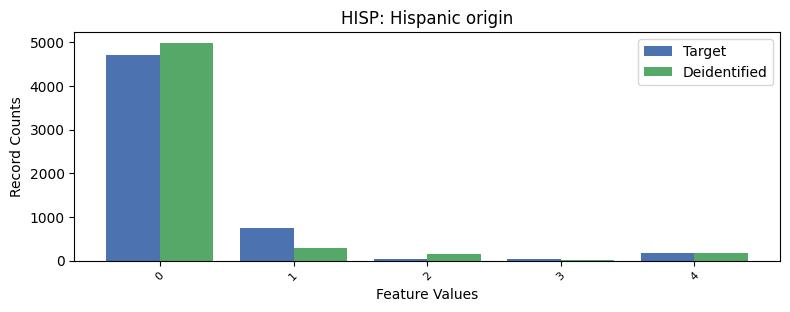 HISP: Hispanic origin
Target
Deidentified
5000
4000
3000
2000
1000
0
Record Counts
0
1
2
3
4
Feature Values